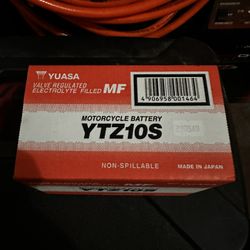 YUASA
VALVE REGULATED
ELECTROLYTE FILLED MF
4906958001464
MOTORCYCLE BATTERY
YTZ10S
NON-SPILLABLE
MADE IN JAPAN